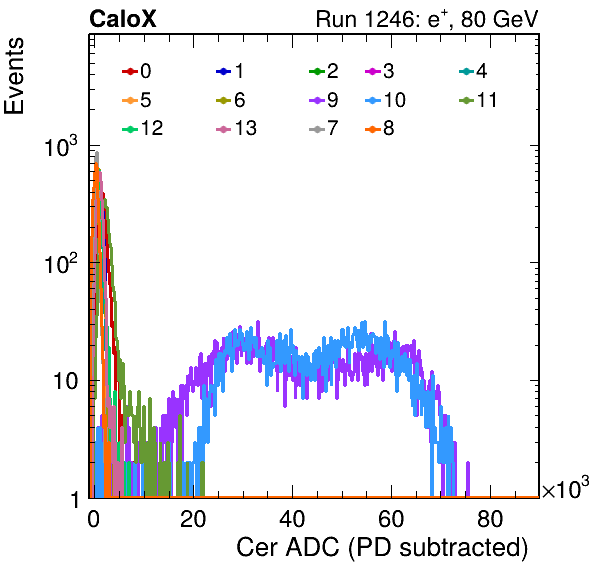 CaloX Run 1246: e⁺, 80 GeV
Events
0 1 2 3 4
5 6 9 10 11
12 13 7 8
10³
10²
10
1
0 20 40 60 80 ×10³
Cer ADC (PD subtracted)